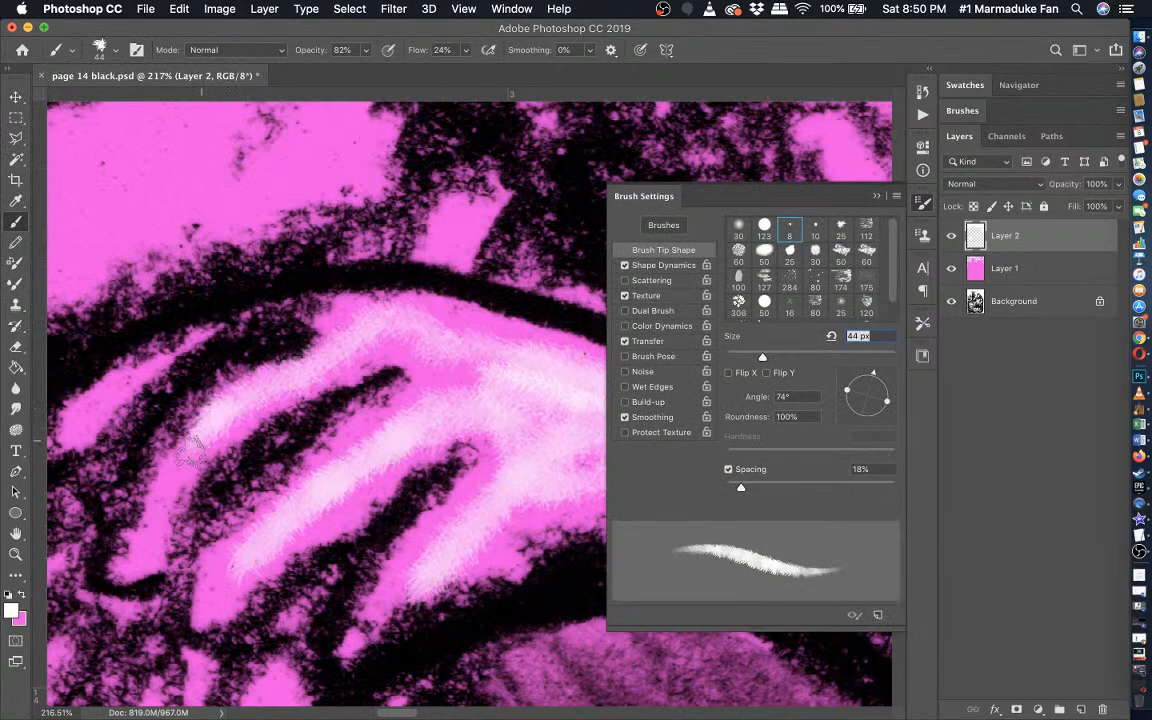 Photoshop CC File Edit Image Layer Type Select Filter 3D View Window Help 100% Sat 8:50 PM #1 Marmaduke Fan
Adobe Photoshop CC 2019
44 Mode: Normal Opacity: 82% Flow: 24% Smoothing: 0%
× page 14 black.psd @ 217% (Layer 2, RGB/8*) *
3
Swatches Navigator
Brushes
Layers Channels Paths
Kind
Normal Opacity: 100%
Lock: Fill: 100%
Layer 2
Layer 1
Background
Brush Settings
Brushes
Brush Tip Shape
Shape Dynamics
Scattering
Texture
Dual Brush
Color Dynamics
Transfer
Brush Pose
Noise
Wet Edges
Build-up
Smoothing
Protect Texture
30 123 8 10 25 112
60 50 25 30 50 60
100 127 284 80 174 175
306 50 16 80 25 120
Size 44 px
Flip X Flip Y
Angle: 74°
Roundness: 100%
Hardness
Spacing 18%
1
4
216.51% Doc: 819.0M/967.0M